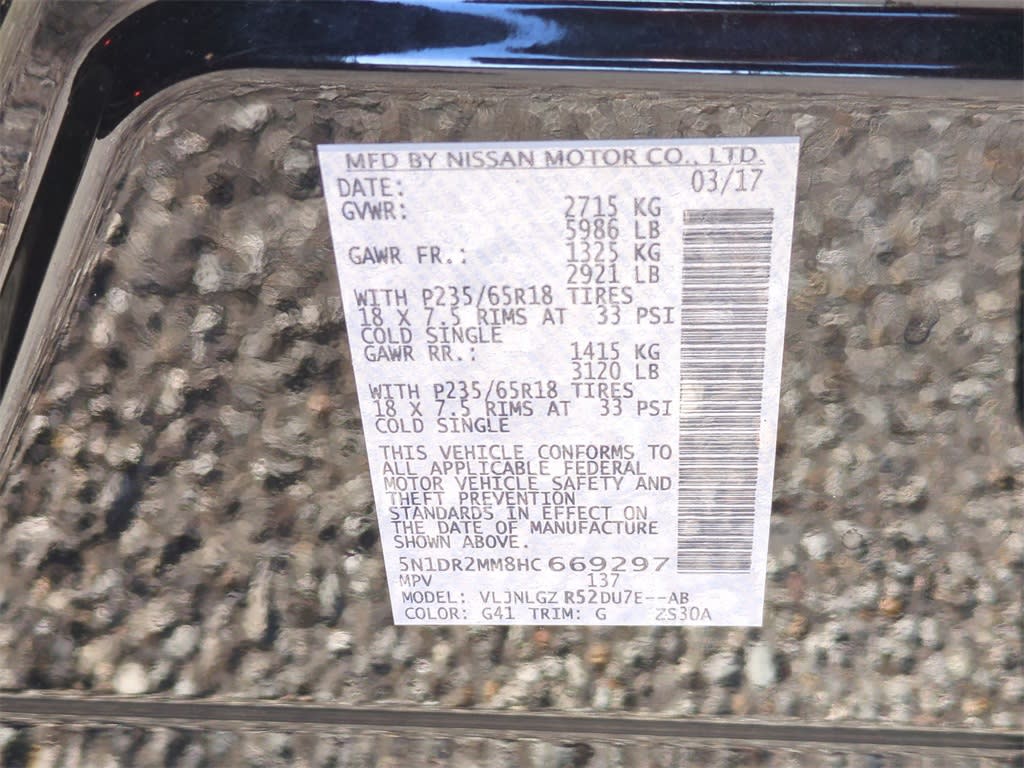 MFD BY NISSAN MOTOR CO., LTD.
DATE: 03/17
GVWR: 2715 KG
5986 LB
GAWR FR.: 1325 KG
2921 LB
WITH P235/65R18 TIRES
18 X 7.5 RIMS AT 33 PSI
COLD SINGLE
GAWR RR.: 1415 KG
3120 LB
WITH P235/65R18 TIRES
18 X 7.5 RIMS AT 33 PSI
COLD SINGLE
THIS VEHICLE CONFORMS TO
ALL APPLICABLE FEDERAL
MOTOR VEHICLE SAFETY AND
THEFT PREVENTION
STANDARDS IN EFFECT ON
THE DATE OF MANUFACTURE
SHOWN ABOVE.
5N1DR2MM8HC 669297
MPV 137
MODEL: VLJNLGZ R52DU7E--AB
COLOR: G41 TRIM: G ZS30A